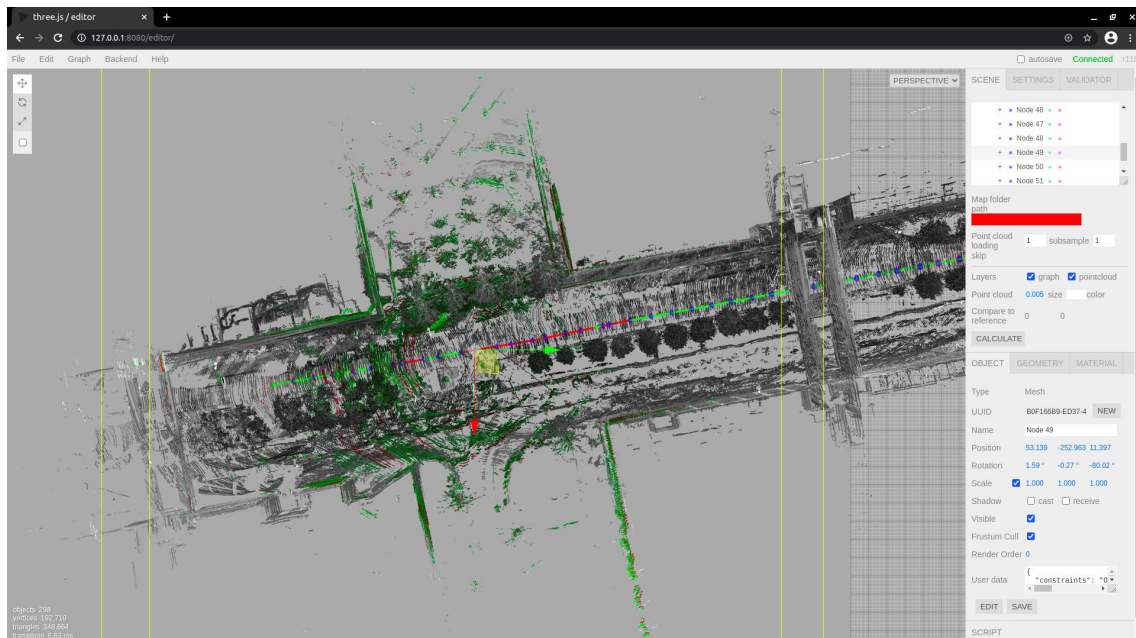 three.js / editor × +
127.0.0.1:8080/editor/
File Edit Graph Backend Help
autosave Connected
PERSPECTIVE
SCENE SETTINGS VALIDATOR
+ Node 46
+ Node 47
+ Node 48
+ Node 49
+ Node 50
+ Node 51
Map folder
path
Point cloud
loading
skip
1 subsample 1
Layers graph pointcloud
Point cloud 0.005 size color
Compare to
reference
0 0
CALCULATE
OBJECT GEOMETRY MATERIAL
Type Mesh
UUID B0F166B9-ED37-4 NEW
Name Node 49
Position 53.139 -252.963 11.397
Rotation 1.59 ° -0.27 ° -80.02 °
Scale 1.000 1.000 1.000
Shadow cast receive
Visible
Frustum Cull
Render Order 0
User data { "constraints": "0
EDIT SAVE
SCRIPT
objects 298
vertices 192,710
triangles 348,664
frametime 6.63 ms